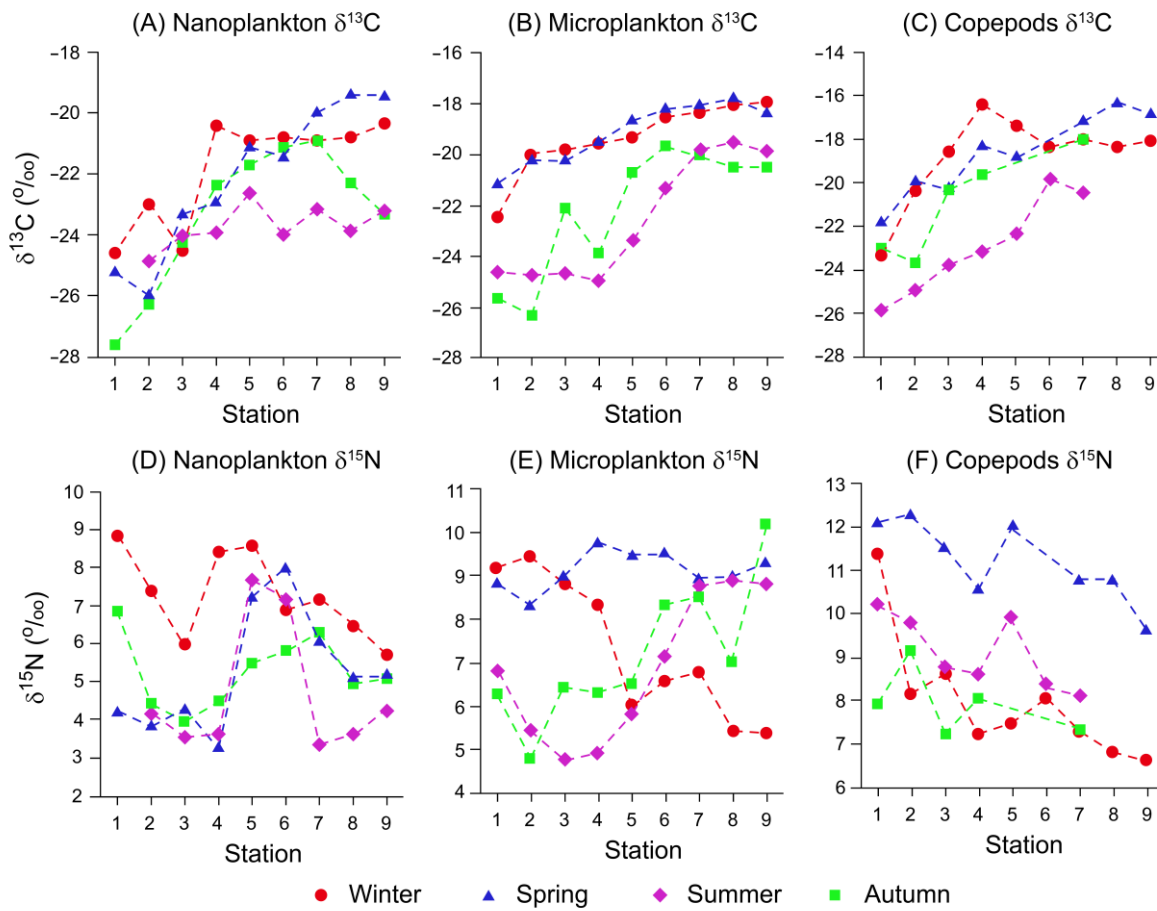 (A) Nanoplankton δ¹³C
(B) Microplankton δ¹³C
(C) Copepods δ¹³C
δ¹³C (⁰/₀₀)
−18
−20
−22
−24
−26
−28
1 2 3 4 5 6 7 8 9
Station
−16
−18
−20
−22
−24
−26
−28
1 2 3 4 5 6 7 8 9
Station
−14
−16
−18
−20
−22
−24
−26
−28
1 2 3 4 5 6 7 8 9
Station
(D) Nanoplankton δ¹⁵N
(E) Microplankton δ¹⁵N
(F) Copepods δ¹⁵N
δ¹⁵N (⁰/₀₀)
10
9
8
7
6
5
4
3
2
1 2 3 4 5 6 7 8 9
Station
11
10
9
8
7
6
5
4
1 2 3 4 5 6 7 8 9
Station
13
12
11
10
9
8
7
6
1 2 3 4 5 6 7 8 9
Station
Winter Spring Summer Autumn